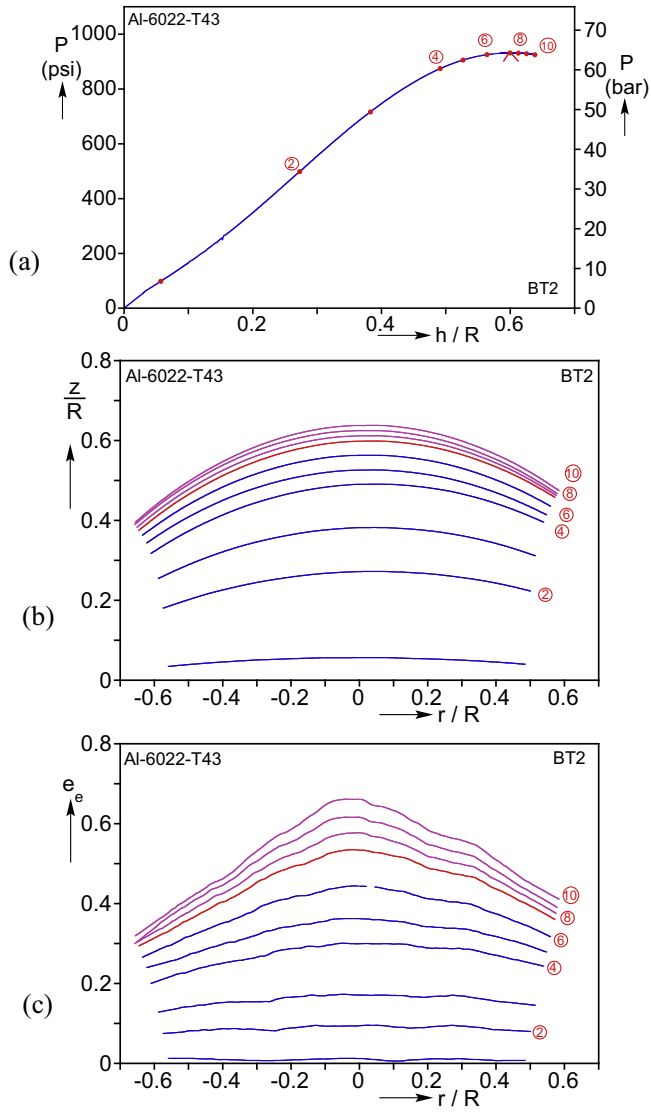 Al-6022-T43
P
(psi)
1000
800
600
400
200
0
P
(bar)
70
60
50
40
30
20
10
0
② ④ ⑥ ⑧ ⑩
BT2
0 0.2 0.4 0.6
h / R
(a)
Al-6022-T43 BT2
z
R
0.8
0.6
0.4
0.2
0
⑩
⑧
⑥
④
②
-0.6 -0.4 -0.2 0 0.2 0.4 0.6
r / R
(b)
Al-6022-T43 BT2
eₑ
0.8
0.6
0.4
0.2
0
⑩
⑧
⑥
④
②
-0.6 -0.4 -0.2 0 0.2 0.4 0.6
r / R
(c)